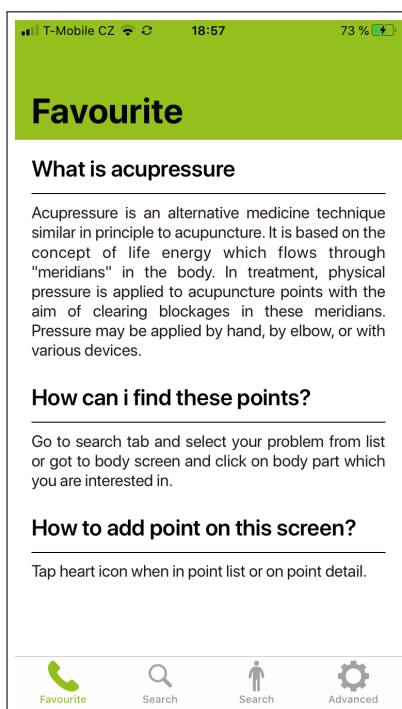 T-Mobile CZ 18:57 73 %
Favourite
What is acupressure
Acupressure is an alternative medicine technique
similar in principle to acupuncture. It is based on the
concept of life energy which flows through
"meridians" in the body. In treatment, physical
pressure is applied to acupuncture points with the
aim of clearing blockages in these meridians.
Pressure may be applied by hand, by elbow, or with
various devices.
How can i find these points?
Go to search tab and select your problem from list
or got to body screen and click on body part which
you are interested in.
How to add point on this screen?
Tap heart icon when in point list or on point detail.
Favourite Search Search Advanced